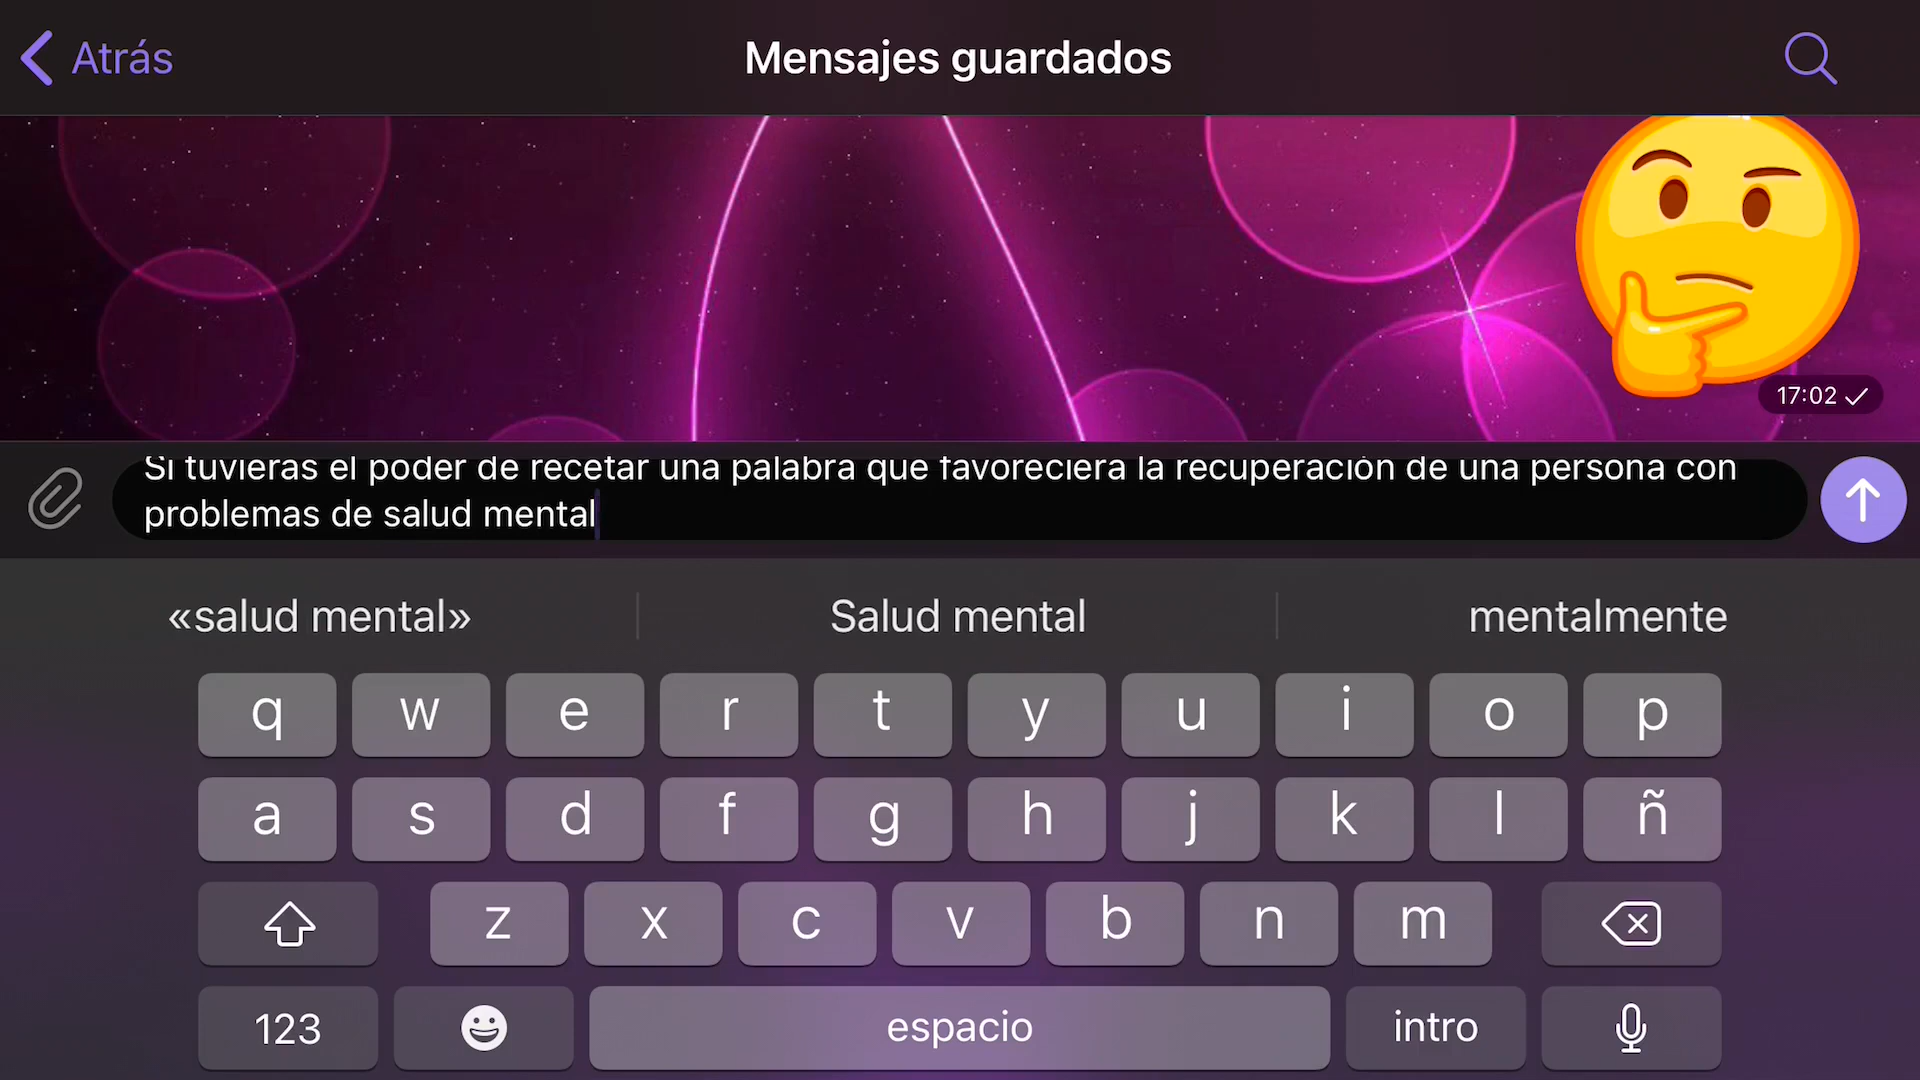 Atrás
Mensajes guardados
17:02
Si tuvieras el poder de recetar una palabra que favoreciera la recuperación de una persona con
problemas de salud mental
«salud mental»
Salud mental
mentalmente
q w e r t y u i o p
a s d f g h j k l ñ
z x c v b n m
123
espacio
intro